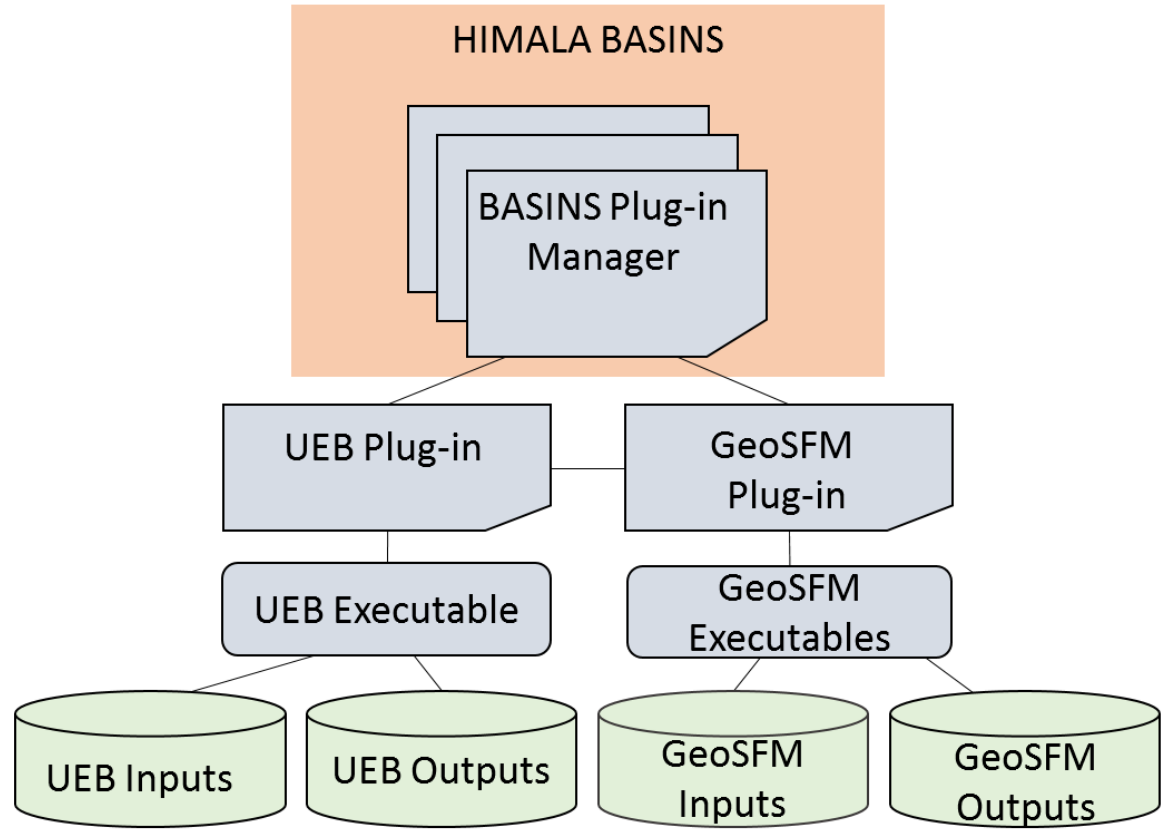 HIMALA BASINS
BASINS Plug-in
Manager
UEB Plug-in
GeoSFM
Plug-in
UEB Executable
GeoSFM
Executables
UEB Inputs
UEB Outputs
GeoSFM
Inputs
GeoSFM
Outputs